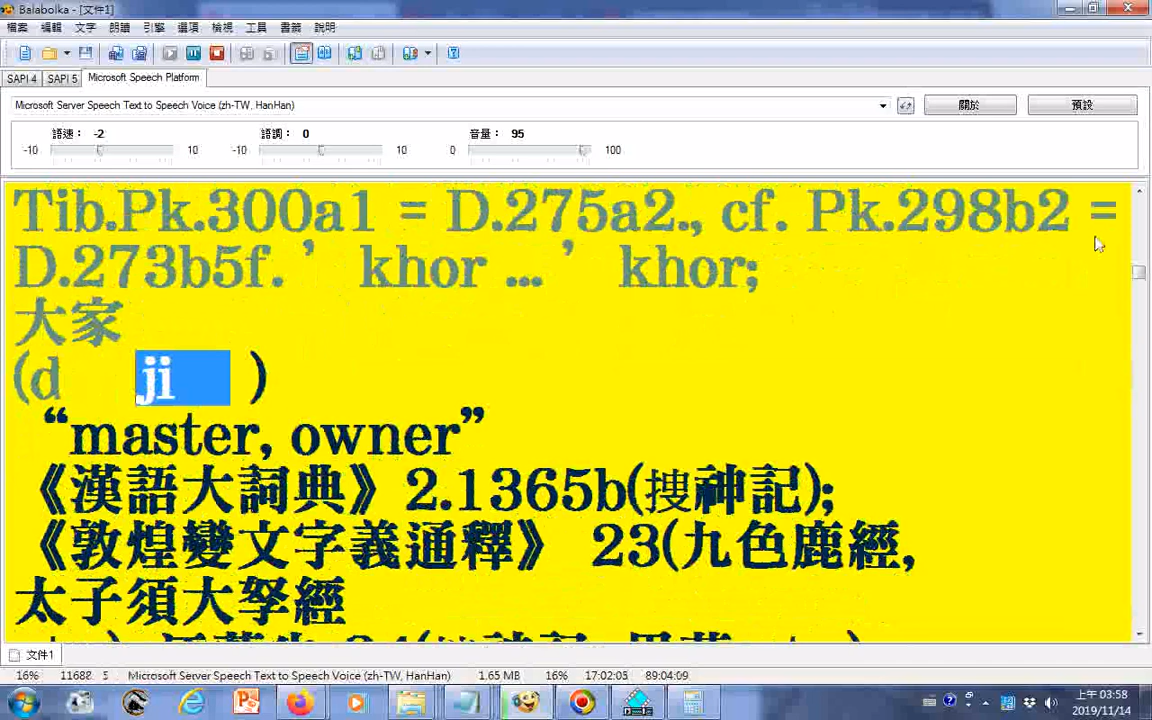 Balabolka - [文件1]
檔案 編輯 文字 朗讀 引擎 選項 檢視 工具 書籤 說明
SAPI 4 SAPI 5 Microsoft Speech Platform
Microsoft Server Speech Text to Speech Voice (zh-TW, HanHan) 關於 預設
語速： -2 語調： 0 音量： 95
-10 10 -10 10 0 100
Tib.Pk.300a1 = D.275a2., cf. Pk.298b2 =
D.273b5f.’ khor ... ’ khor;
大家
(d ji )
“master, owner”
《漢語大詞典》 2.1365b(搜神記);
《敦煌變文字義通釋》 23(九色鹿經,
太子須大拏經
文件1
16% 11688 5 Microsoft Server Speech Text to Speech Voice (zh-TW, HanHan) 1.65 MB 16% 17:02:05 89:04:09
上午 03:58
2019/11/14